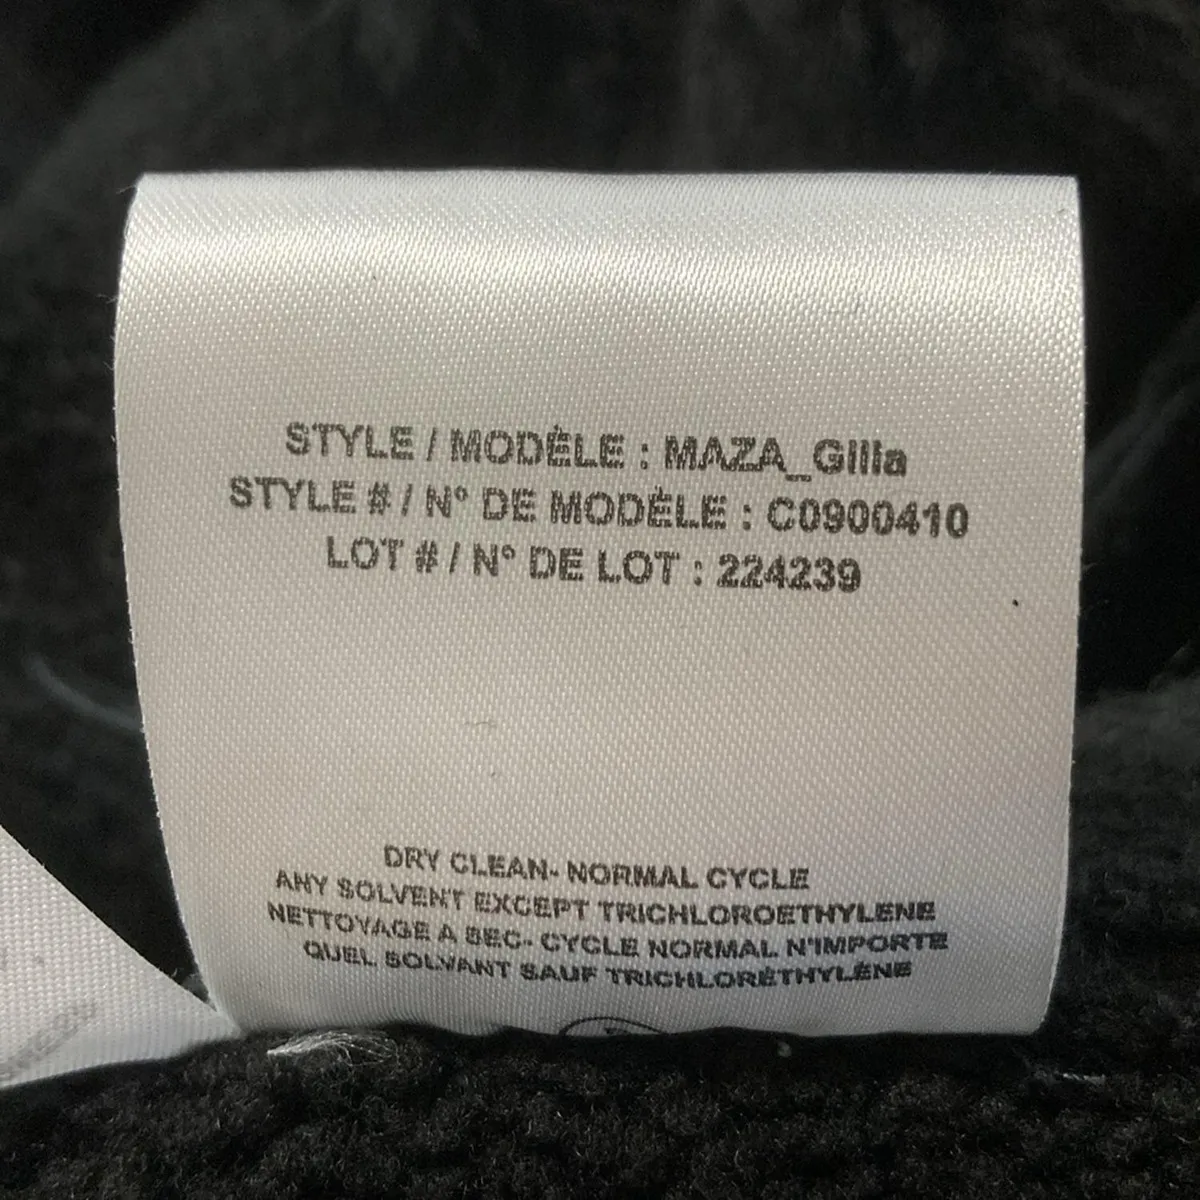 STYLE / MODÈLE : MAZA_Gilla
STYLE # / N° DE MODÈLE : C0900410
LOT # / N° DE LOT : 224239
DRY CLEAN- NORMAL CYCLE
ANY SOLVENT EXCEPT TRICHLOROETHYLENE
NETTOYAGE A SEC- CYCLE NORMAL N'IMPORTE
QUEL SOLVANT SAUF TRICHLORÉTHYLÈNE